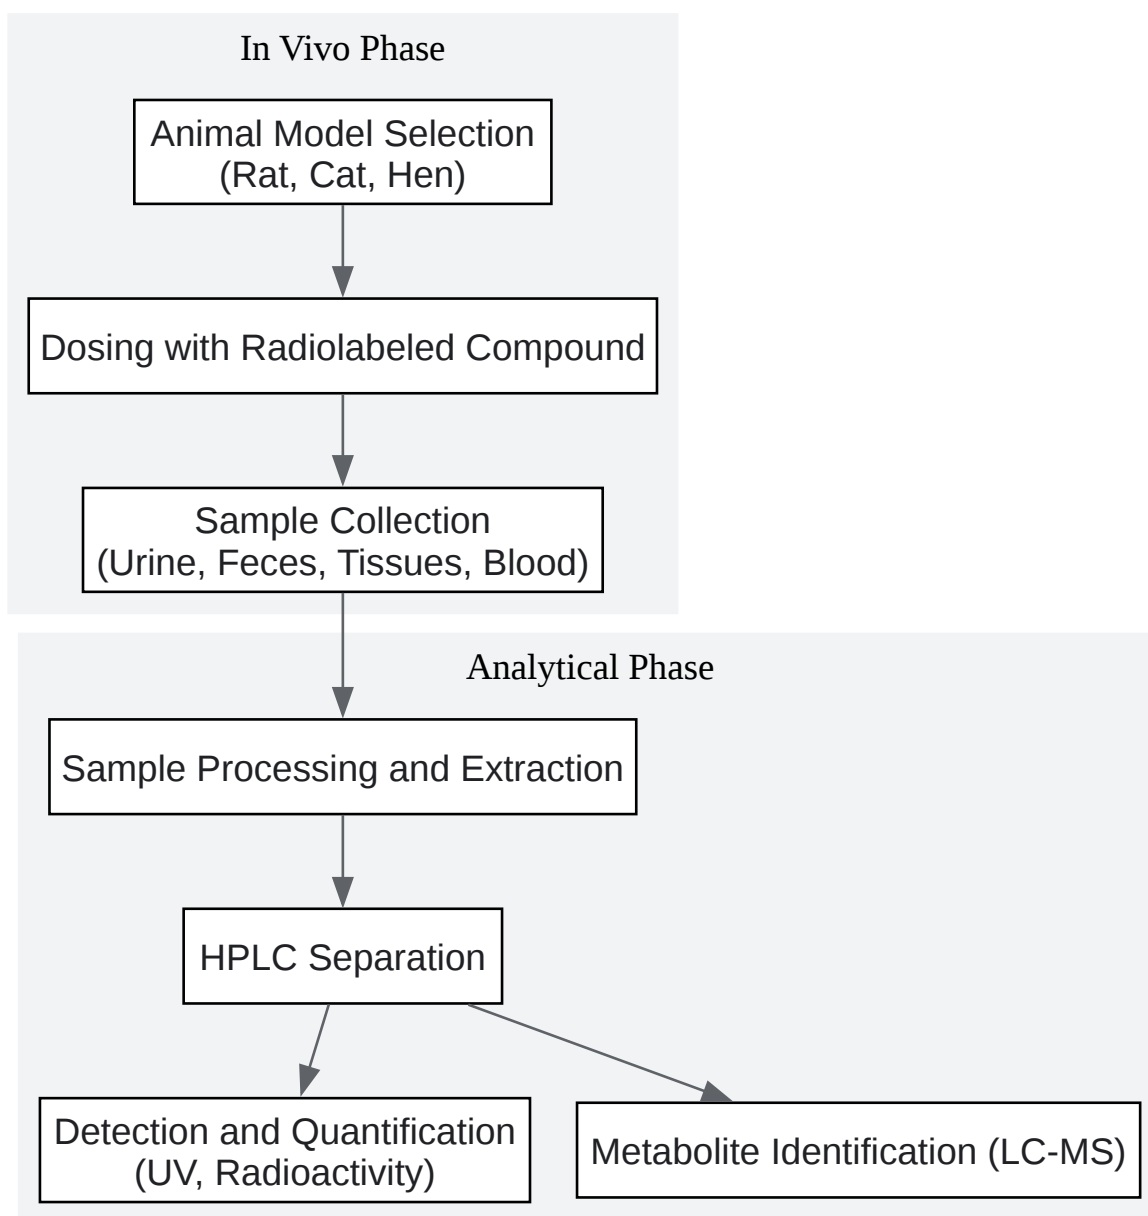 In Vivo Phase
Animal Model Selection
(Rat, Cat, Hen)
Dosing with Radiolabeled Compound
Sample Collection
(Urine, Feces, Tissues, Blood)
Analytical Phase
Sample Processing and Extraction
HPLC Separation
Detection and Quantification
(UV, Radioactivity)
Metabolite Identification (LC-MS)